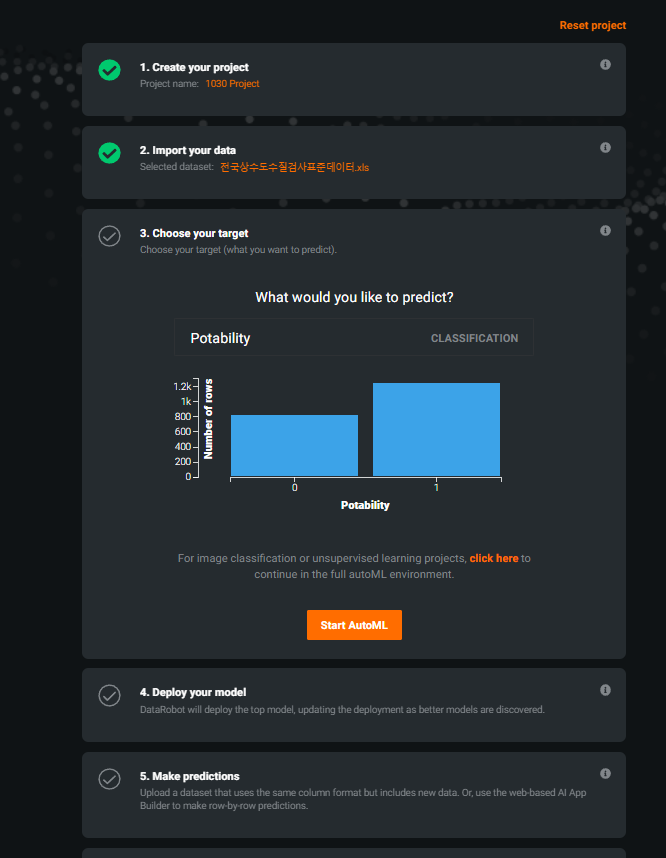 Reset project
1. Create your project
Project name: 1030 Project
2. Import your data
Selected dataset: 전국상수도수질검사표준데이터.xls
3. Choose your target
Choose your target (what you want to predict).
What would you like to predict?
Potability CLASSIFICATION
Number of rows
1.2k
1k
800
600
400
200
0
0 1
Potability
For image classification or unsupervised learning projects, click here to
continue in the full autoML environment.
Start AutoML
4. Deploy your model
DataRobot will deploy the top model, updating the deployment as better models are discovered.
5. Make predictions
Upload a dataset that uses the same column format but includes new data. Or, use the web-based AI App
Builder to make row-by-row predictions.